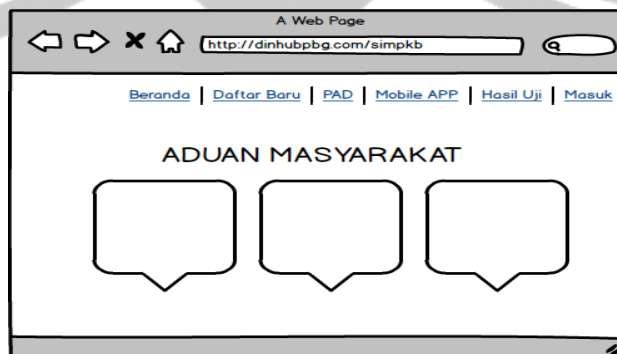 A Web Page
http://dinhubpbg.com/simpkb
Beranda | Daftar Baru | PAD | Mobile APP | Hasil Uji | Masuk
ADUAN MASYARAKAT